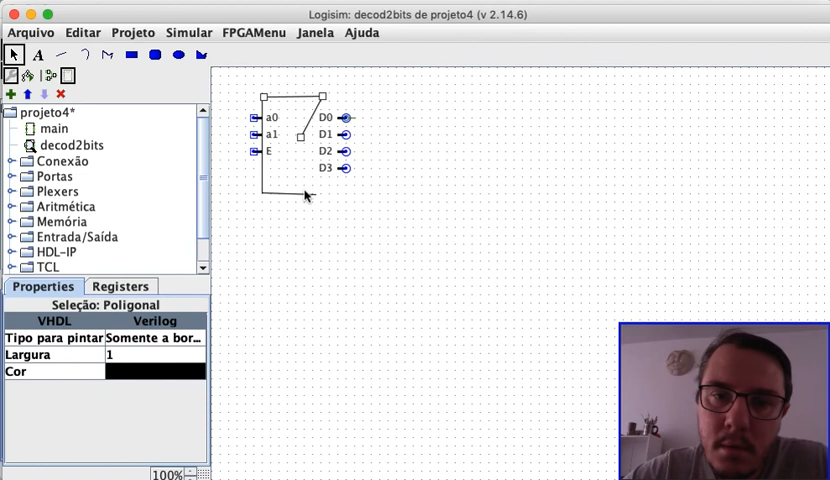 Logisim: decod2bits de projeto4 (v 2.14.6)
Arquivo Editar Projeto Simular FPGAMenu Janela Ajuda
A
projeto4*
main
decod2bits
Conexão
Portas
Plexers
Aritmética
Memória
Entrada/Saída
HDL-IP
TCL
a0 D0
a1 D1
E D2
D3
Properties Registers
Seleção: Poligonal
VHDL Verilog
Tipo para pintar Somente a bor...
Largura 1
Cor
100%